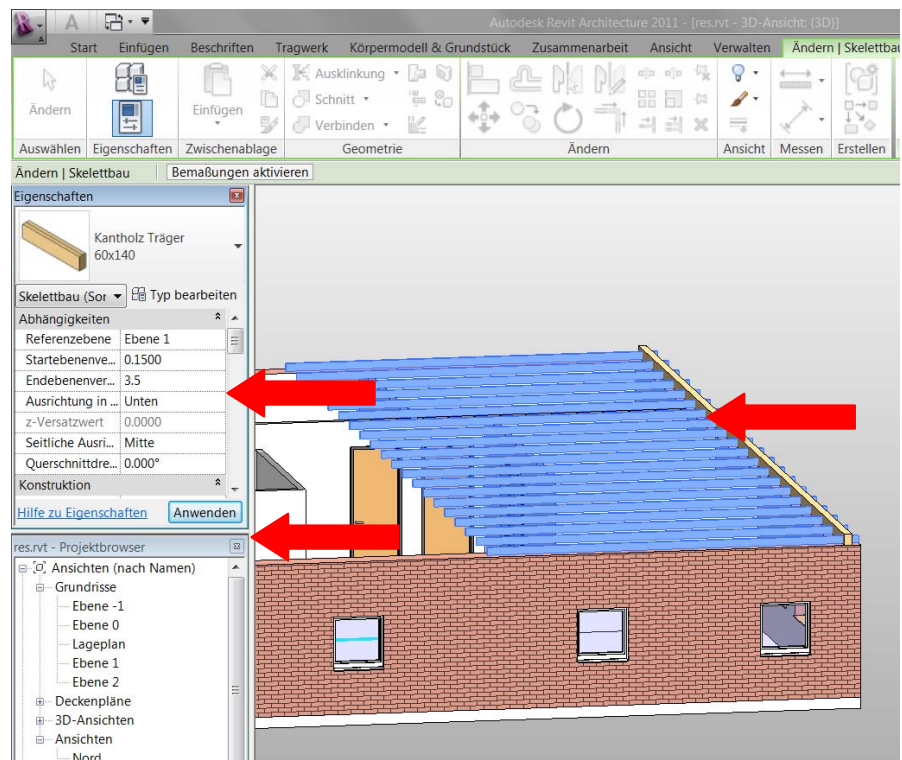 A
Autodesk Revit Architecture 2011 - [res.rvt - 3D-Ansicht: {3D}]
Start Einfügen Beschriften Tragwerk Körpermodell & Grundstück Zusammenarbeit Ansicht Verwalten Ändern | Skelettbau
Ausklinkung
Schnitt
Verbinden
Ändern Einfügen
Auswählen Eigenschaften Zwischenablage Geometrie Ändern Ansicht Messen Erstellen
Ändern | Skelettbau Bemaßungen aktivieren
Eigenschaften
Kantholz Träger
60x140
Skelettbau (Sor Typ bearbeiten
Abhängigkeiten
Referenzebene Ebene 1
Startebenenve... 0.1500
Endebenenver... 3.5
Ausrichtung in ... Unten
z-Versatzwert 0.0000
Seitliche Ausri... Mitte
Querschnittdre... 0.000°
Konstruktion
Hilfe zu Eigenschaften Anwenden
res.rvt - Projektbrowser
Ansichten (nach Namen)
Grundrisse
Ebene -1
Ebene 0
Lageplan
Ebene 1
Ebene 2
Deckenpläne
3D-Ansichten
Ansichten
Nord